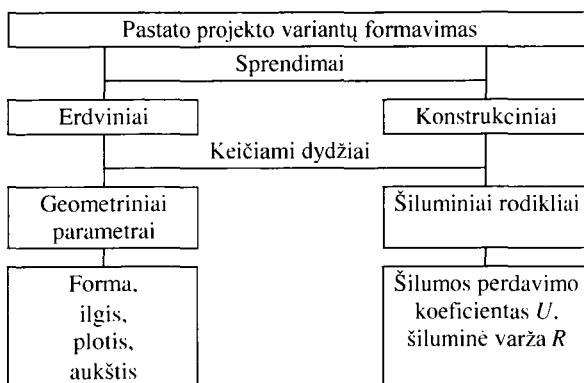 Pastato projekto variantų formavimas
Sprendimai
Erdviniai
Konstrukciniai
Keičiami dydžiai
Geometriniai
parametrai
Šiluminiai rodikliai
Forma,
ilgis,
plotis,
aukštis
Šilumos perdavimo
koeficientas U,
šiluminė varža R